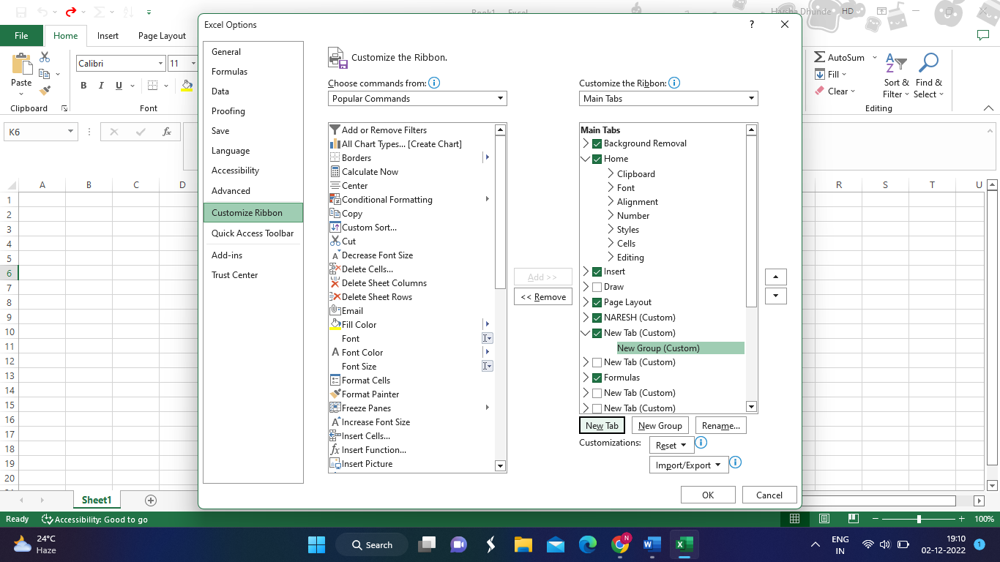 Book1 - Excel
Harsha Dhunde HD
Excel Options
?
File Home Insert Page Layout
Calibri 11
Paste
B I U
Clipboard Font
AutoSum
Fill
Clear
Sort & Filter
Find & Select
Editing
K6
fx
A B C D R S T U
1
2
3
4
5
6
7
8
9
10
11
12
13
14
15
16
17
18
19
20
General
Formulas
Data
Proofing
Save
Language
Accessibility
Advanced
Customize Ribbon
Quick Access Toolbar
Add-ins
Trust Center
Customize the Ribbon.
Choose commands from:
Popular Commands
Add or Remove Filters
All Chart Types... [Create Chart]
Borders
Calculate Now
Center
Conditional Formatting
Copy
Custom Sort...
Cut
Decrease Font Size
Delete Cells...
Delete Sheet Columns
Delete Sheet Rows
Email
Fill Color
Font
Font Color
Font Size
Format Cells
Format Painter
Freeze Panes
Increase Font Size
Insert Cells...
Insert Function...
Insert Picture
Add >>
<< Remove
Customize the Ribbon:
Main Tabs
Main Tabs
Background Removal
Home
Clipboard
Font
Alignment
Number
Styles
Cells
Editing
Insert
Draw
Page Layout
NARESH (Custom)
New Tab (Custom)
New Group (Custom)
New Tab (Custom)
Formulas
New Tab (Custom)
New Tab (Custom)
New Tab New Group Rename...
Customizations: Reset
Import/Export
OK Cancel
Sheet1
Ready Accessibility: Good to go 100%
24°C
Haze
Search
ENG
IN
19:10
02-12-2022
1